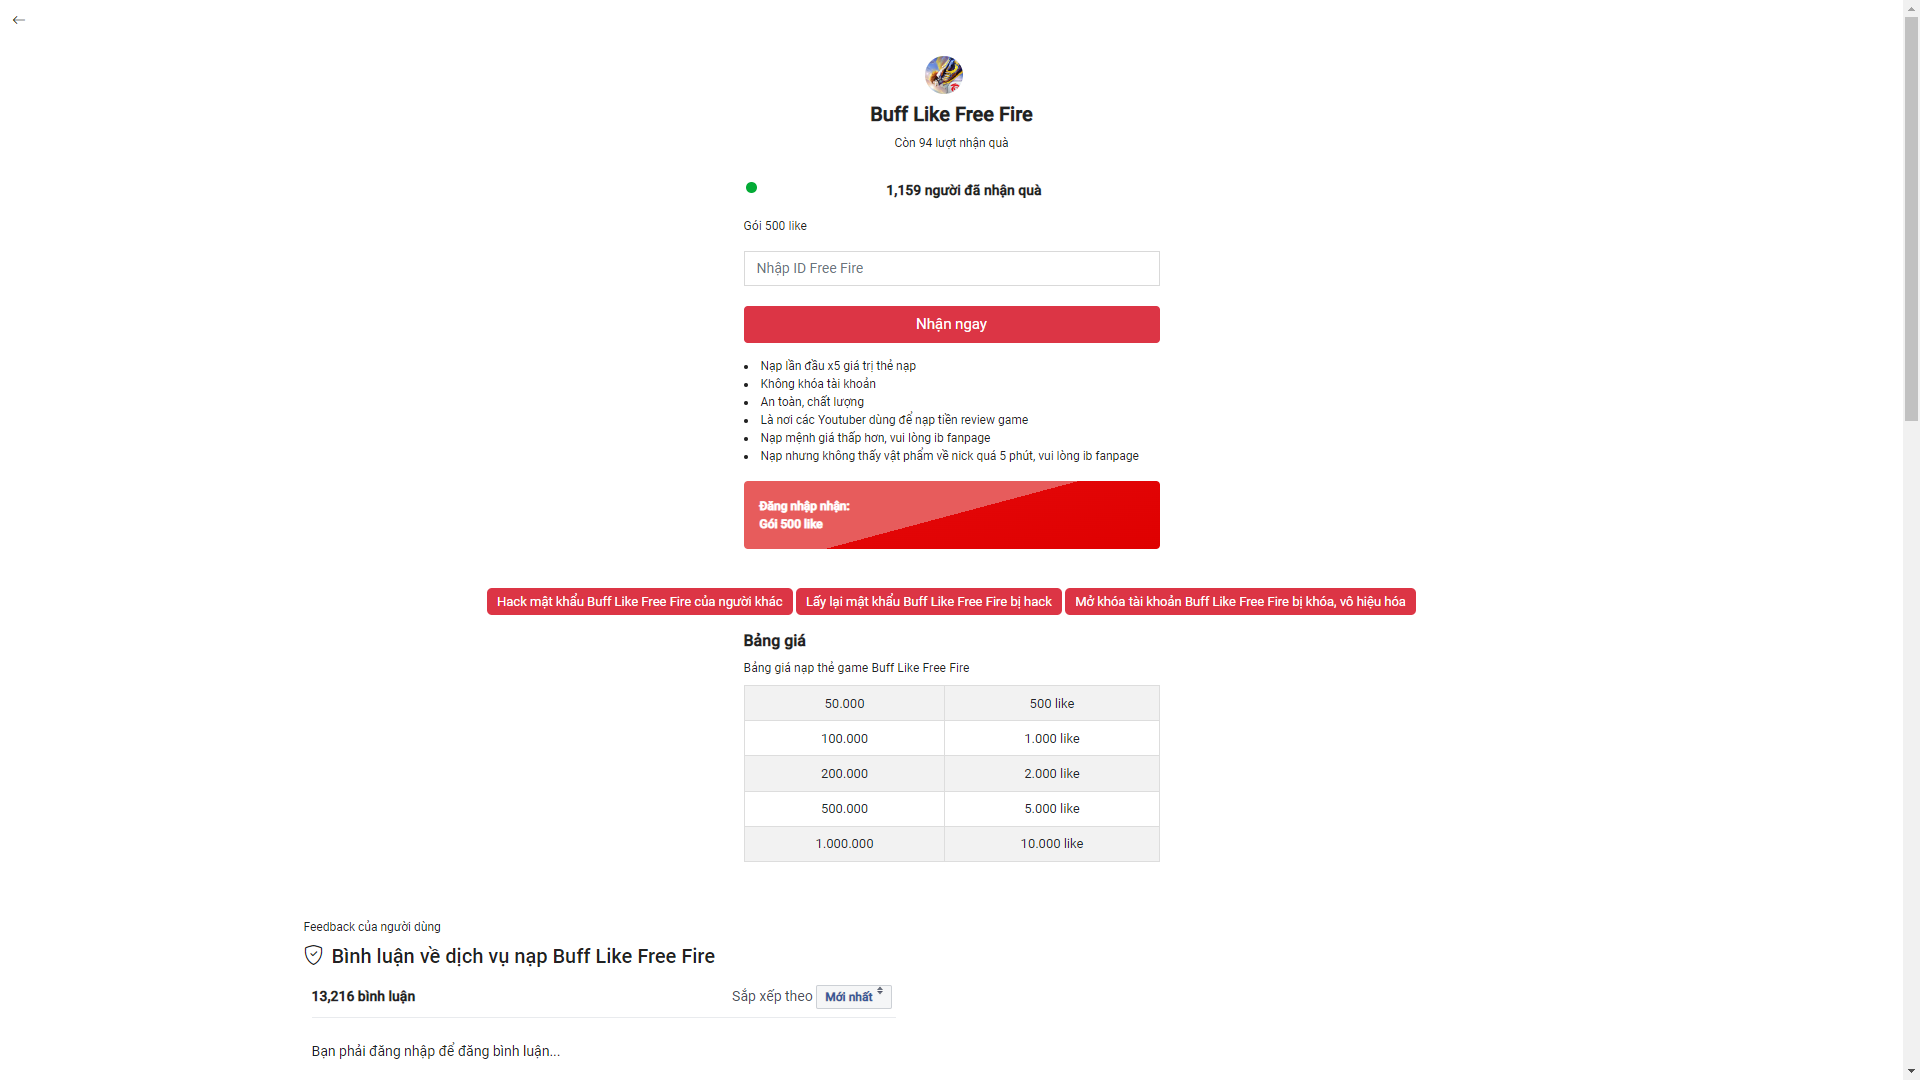 Buff Like Free Fire
Còn 94 lượt nhận quà
1,159 người đã nhận quà
Gói 500 like
Nhập ID Free Fire
Nhận ngay
Nạp lần đầu x5 giá trị thẻ nạp
Không khóa tài khoản
An toàn, chất lượng
Là nơi các Youtuber dùng để nạp tiền review game
Nạp mệnh giá thấp hơn, vui lòng ib fanpage
Nạp nhưng không thấy vật phẩm về nick quá 5 phút, vui lòng ib fanpage
Đăng nhập nhận:
Gói 500 like
Hack mật khẩu Buff Like Free Fire của người khác Lấy lại mật khẩu Buff Like Free Fire bị hack Mở khóa tài khoản Buff Like Free Fire bị khóa, vô hiệu hóa
Bảng giá
Bảng giá nạp thẻ game Buff Like Free Fire
50.000 500 like
100.000 1.000 like
200.000 2.000 like
500.000 5.000 like
1.000.000 10.000 like
Feedback của người dùng
Bình luận về dịch vụ nạp Buff Like Free Fire
13,216 bình luận Sắp xếp theo Mới nhất
Bạn phải đăng nhập để đăng bình luận...